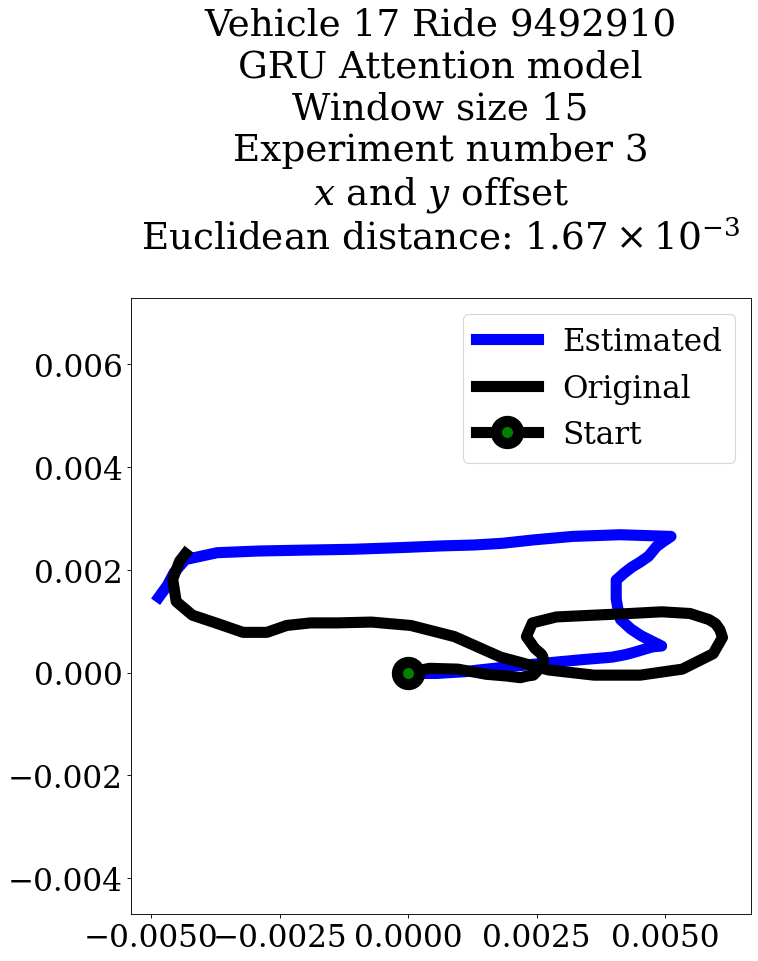 Vehicle 17 Ride 9492910
GRU Attention model
Window size 15
Experiment number 3
x and y offset
Euclidean distance: 1.67 × 10⁻³
Estimated
Original
Start
0.006
0.004
0.002
0.000
−0.002
−0.004
−0.0050 −0.0025 0.0000 0.0025 0.0050